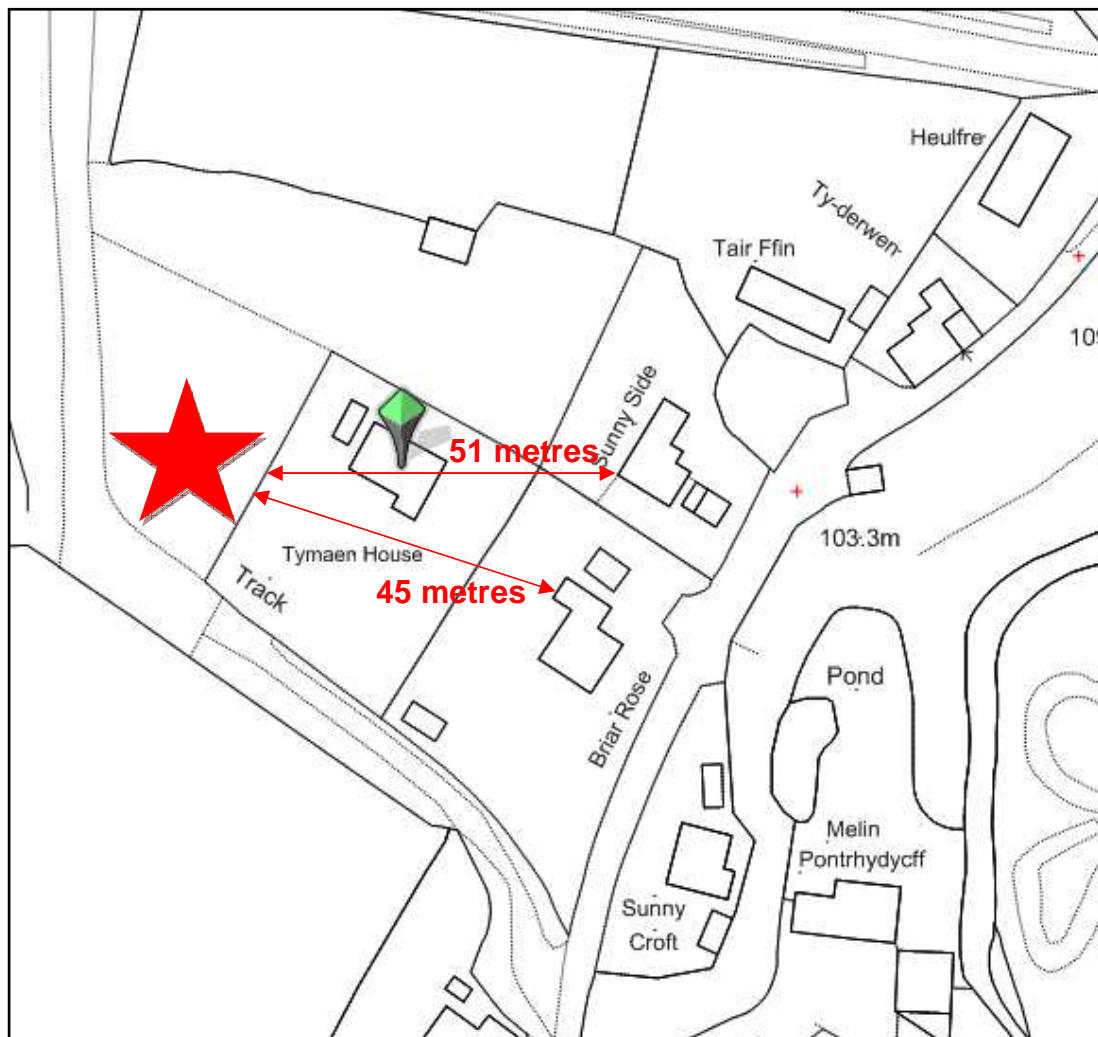 Heulfre
Ty-derwen
Tair Ffin
109
Sunny Side
51 metres
103.3m
Tymaen House
45 metres
Track
Pond
Briar Rose
Melin
Pontrhydycff
Sunny
Croft